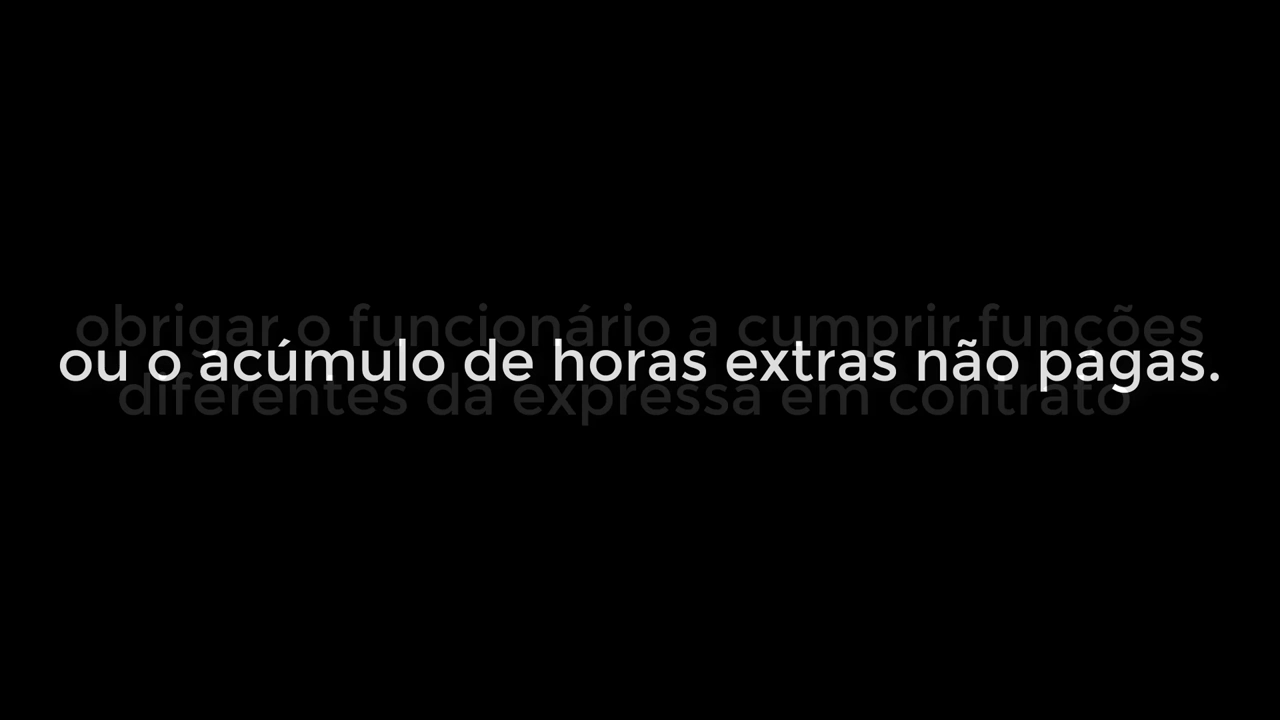 obrigar o funcionário a cumprir funções
ou o acúmulo de horas extras não pagas.
diferentes da expressa em contrato